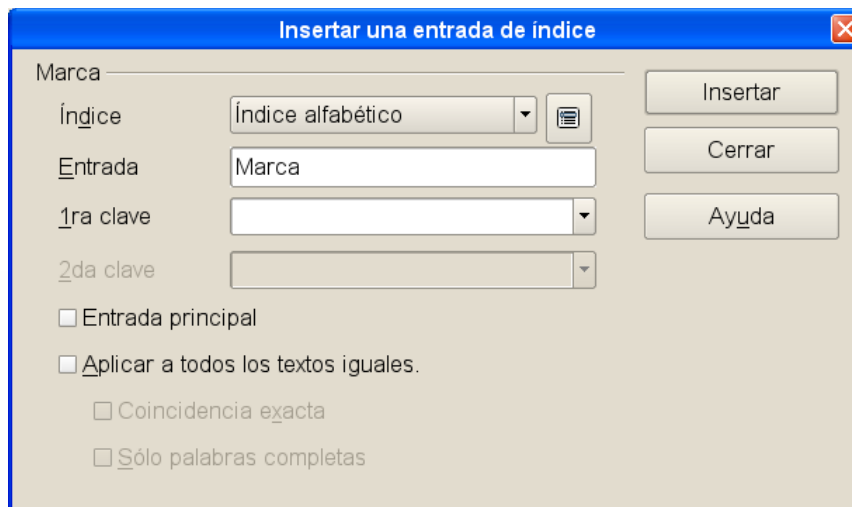 Insertar una entrada de índice
Marca
Índice
Índice alfabético
Insertar
Entrada
Marca
Cerrar
1ra clave
Ayuda
2da clave
Entrada principal
Aplicar a todos los textos iguales.
Coincidencia exacta
Sólo palabras completas